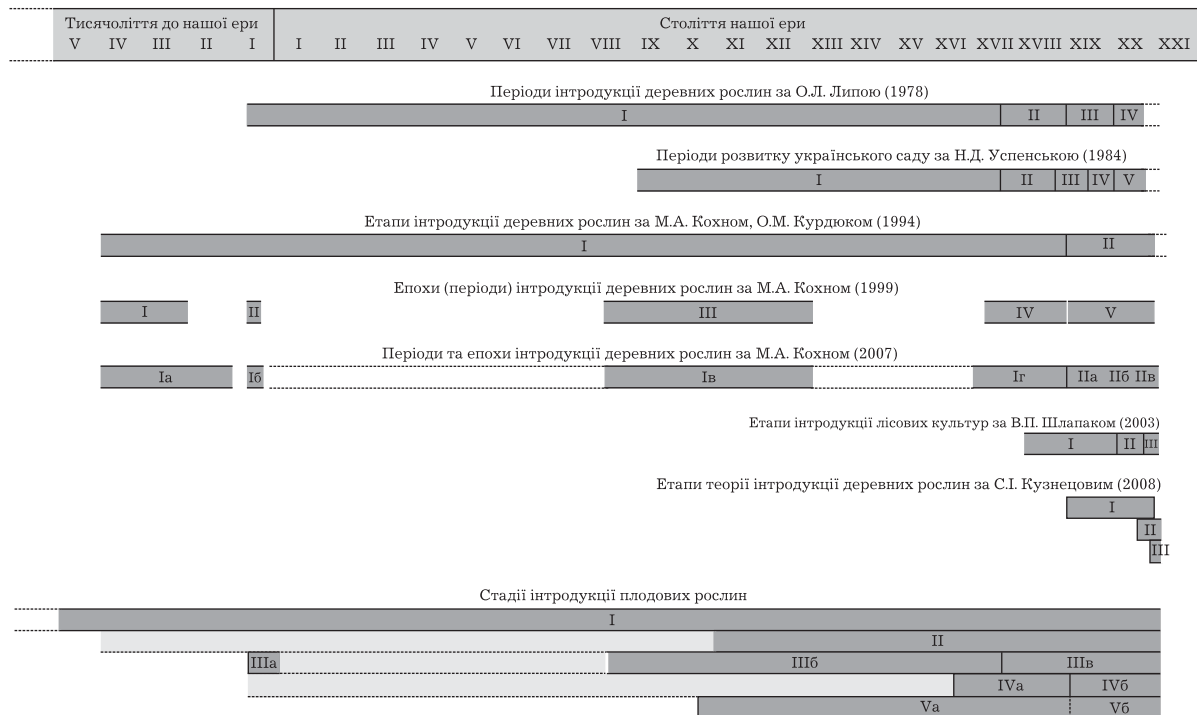 Тисячоліття до нашої ери Століття нашої ери
V IV III II I I II III IV V VI VII VIII IX X XI XII XIII XIV XV XVI XVII XVIII XIX XX XXI
Періоди інтродукції деревних рослин за О.Л. Липою (1978)
I II III IV
Періоди розвитку українського саду за Н.Д. Успенською (1984)
I II III IV V
Етапи інтродукції деревних рослин за М.А. Кохном, О.М. Курдюком (1994)
I II
Епохи (періоди) інтродукції деревних рослин за М.А. Кохном (1999)
I II III IV V
Періоди та епохи інтродукції деревних рослин за М.А. Кохном (2007)
Iа Iб Iв Iг IIа IIб IIв
Етапи інтродукції лісових культур за В.П. Шлапаком (2003)
I II III
Етапи теорії інтродукції деревних рослин за С.І. Кузнецовим (2008)
I
II
III
Стадії інтродукції плодових рослин
I
II
IIIа IIIб IIIв
IVа IVб
Vа Vб